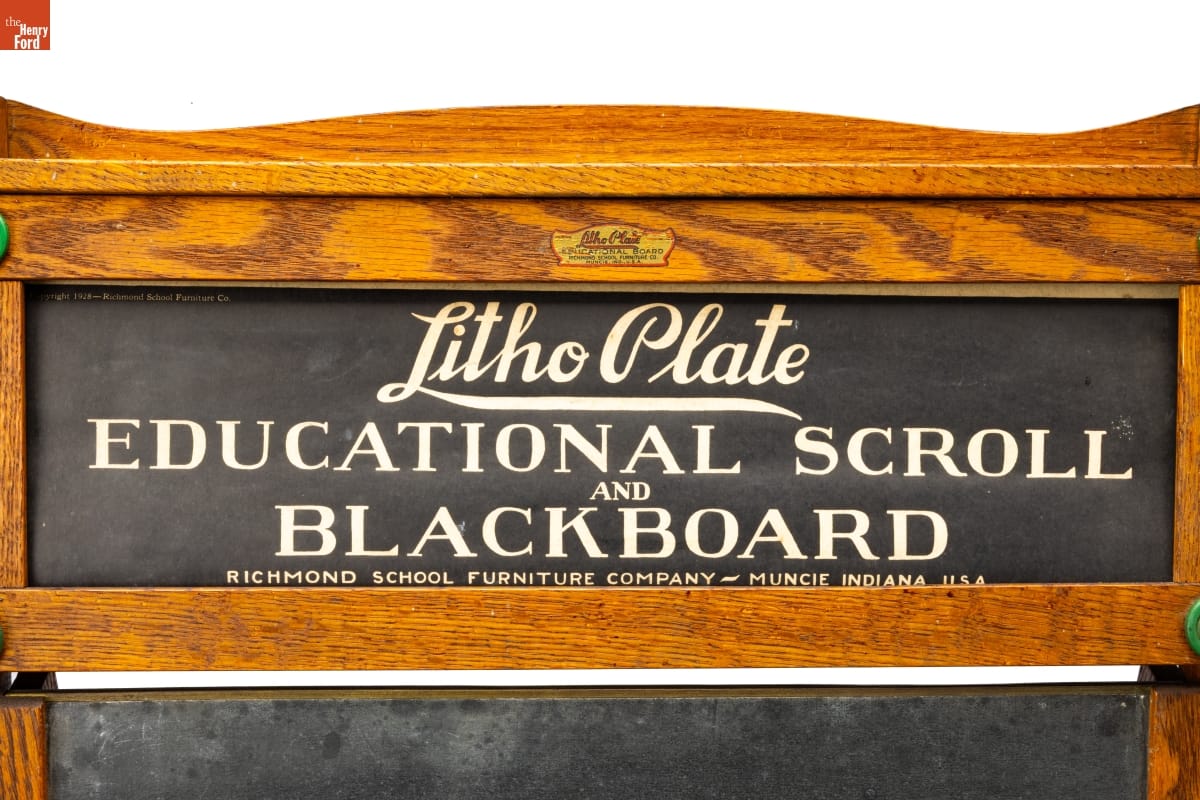 the
Henry
Ford
Litho Plate
EDUCATIONAL BOARD
RICHMOND SCHOOL FURNITURE CO.
MUNCIE, IND., U.S.A.
Copyright 1928—Richmond School Furniture Co.
Litho Plate
EDUCATIONAL SCROLL
AND
BLACKBOARD
RICHMOND SCHOOL FURNITURE COMPANY ~ MUNCIE INDIANA U.S.A.